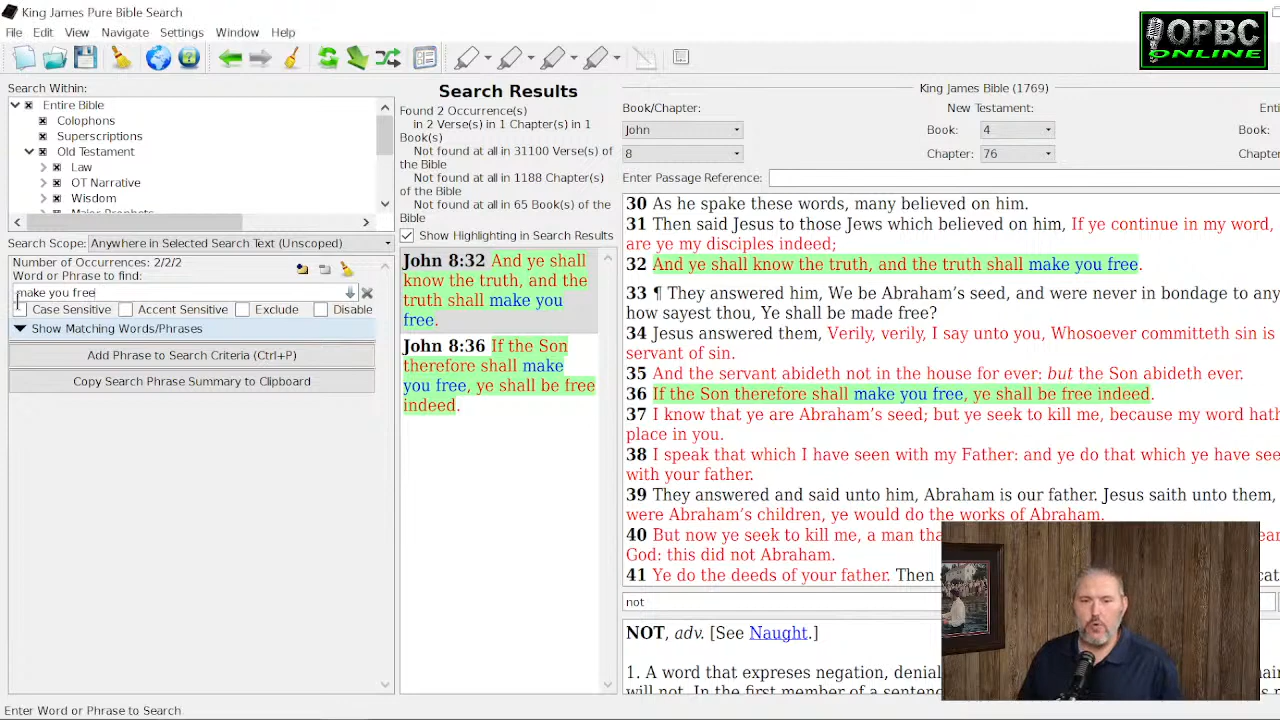 King James Pure Bible Search
File Edit View Navigate Settings Window Help
OPBC
ONLINE
Search Within:
Entire Bible
Colophons
Superscriptions
Old Testament
Law
OT Narrative
Wisdom
Major Prophets
Search Scope: Anywhere in Selected Search Text (Unscoped)
Number of Occurrences: 2/2/2
Word or Phrase to find:
make you free
Case Sensitive Accent Sensitive Exclude Disable
Show Matching Words/Phrases
Add Phrase to Search Criteria (Ctrl+P)
Copy Search Phrase Summary to Clipboard
Enter Word or Phrase to Search
Search Results
Found 2 Occurrence(s)
in 2 Verse(s) in 1 Chapter(s) in 1
Book(s)
Not found at all in 31100 Verse(s) of
the Bible
Not found at all in 1188 Chapter(s)
of the Bible
Not found at all in 65 Book(s) of the
Bible
Show Highlighting in Search Results
John 8:32 And ye shall
know the truth, and the
truth shall make you
free.
John 8:36 If the Son
therefore shall make
you free, ye shall be free
indeed.
King James Bible (1769)
Book/Chapter: New Testament: Enti
John Book: 4 Book:
8 Chapter: 76 Chapte
Enter Passage Reference:
30 As he spake these words, many believed on him.
31 Then said Jesus to those Jews which believed on him, If ye continue in my word,
are ye my disciples indeed;
32 And ye shall know the truth, and the truth shall make you free.
33 ¶ They answered him, We be Abraham’s seed, and were never in bondage to any
how sayest thou, Ye shall be made free?
34 Jesus answered them, Verily, verily, I say unto you, Whosoever committeth sin is
servant of sin.
35 And the servant abideth not in the house for ever: but the Son abideth ever.
36 If the Son therefore shall make you free, ye shall be free indeed.
37 I know that ye are Abraham’s seed; but ye seek to kill me, because my word hath
place in you.
38 I speak that which I have seen with my Father: and ye do that which ye have see
with your father.
39 They answered and said unto him, Abraham is our father. Jesus saith unto them,
were Abraham’s children, ye would do the works of Abraham.
40 But now ye seek to kill me, a man tha ear
God: this did not Abraham.
41 Ye do the deeds of your father. Then cat
not
NOT, adv. [See Naught.]
1. A word that expreses negation, denial
will not. In the first member of a sentenc